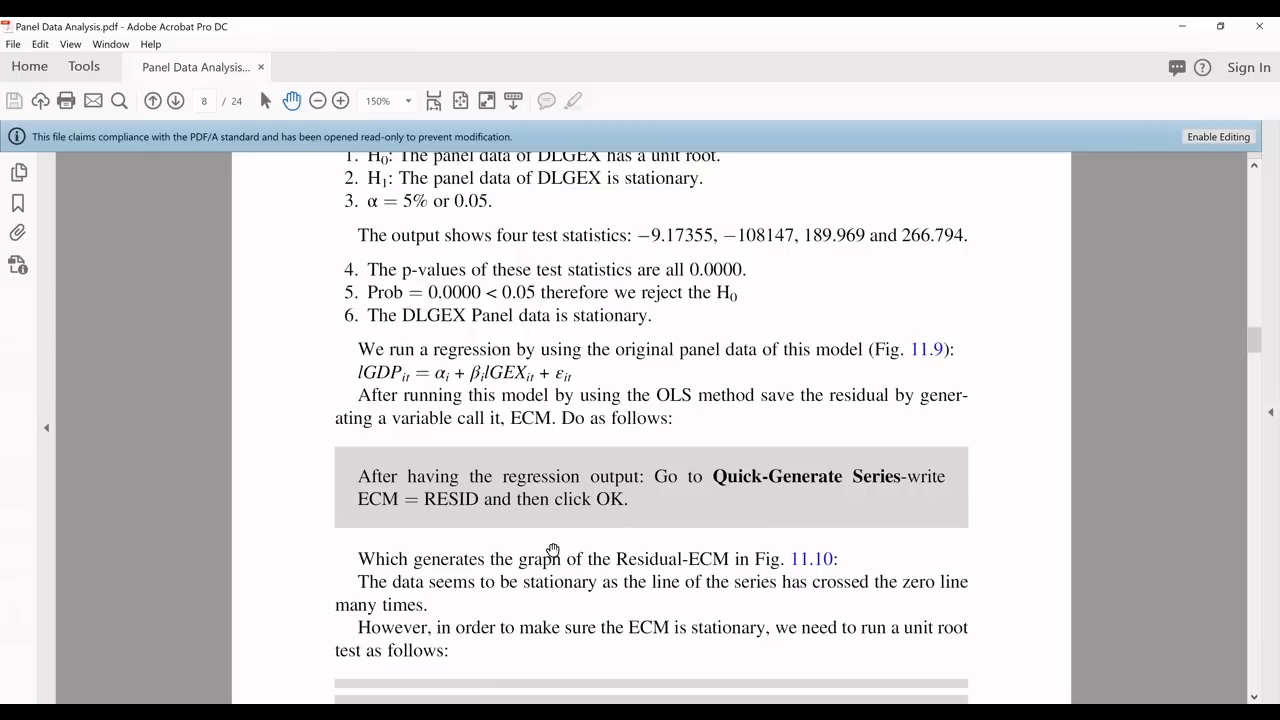 Panel Data Analysis.pdf - Adobe Acrobat Pro DC
File Edit View Window Help
Home Tools Panel Data Analysis... × Sign In
8 / 24 150%
This file claims compliance with the PDF/A standard and has been opened read-only to prevent modification. Enable Editing
1. H0: The panel data of DLGEX has a unit root.
2. H1: The panel data of DLGEX is stationary.
3. α = 5% or 0.05.
The output shows four test statistics: −9.17355, −108147, 189.969 and 266.794.
4. The p-values of these test statistics are all 0.0000.
5. Prob = 0.0000 < 0.05 therefore we reject the H0
6. The DLGEX Panel data is stationary.
We run a regression by using the original panel data of this model (Fig. 11.9):
lGDPit = αi + βilGEXit + εit
After running this model by using the OLS method save the residual by gener-
ating a variable call it, ECM. Do as follows:
After having the regression output: Go to Quick-Generate Series-write
ECM = RESID and then click OK.
Which generates the graph of the Residual-ECM in Fig. 11.10:
The data seems to be stationary as the line of the series has crossed the zero line
many times.
However, in order to make sure the ECM is stationary, we need to run a unit root
test as follows: